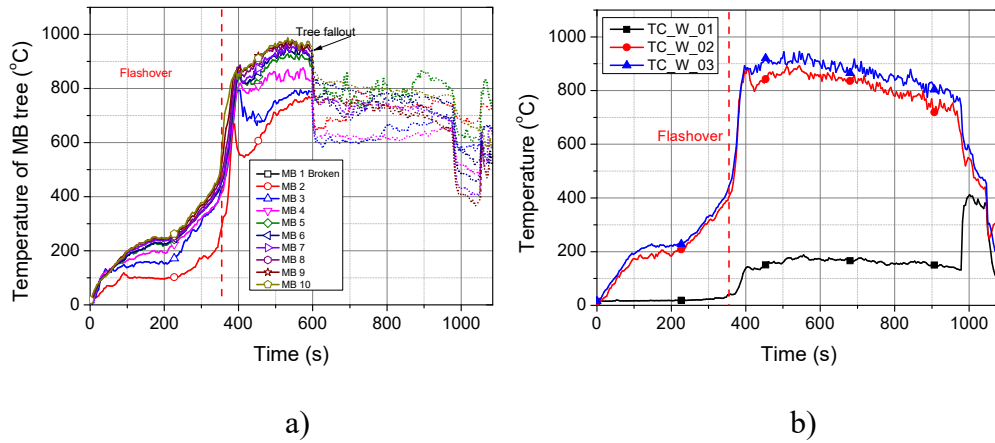 1100
1000
800
600
400
200
0
0
200
400
600
800
1000
Temperature of MB tree (°C)
Time (s)
Flashover
Tree fallout
MB 1 Broken
MB 2
MB 3
MB 4
MB 5
MB 6
MB 7
MB 8
MB 9
MB 10
a)
1000
800
600
400
200
0
0
200
400
600
800
1000
Temperature (°C)
Time (s)
Flashover
TC_W_01
TC_W_02
TC_W_03
b)